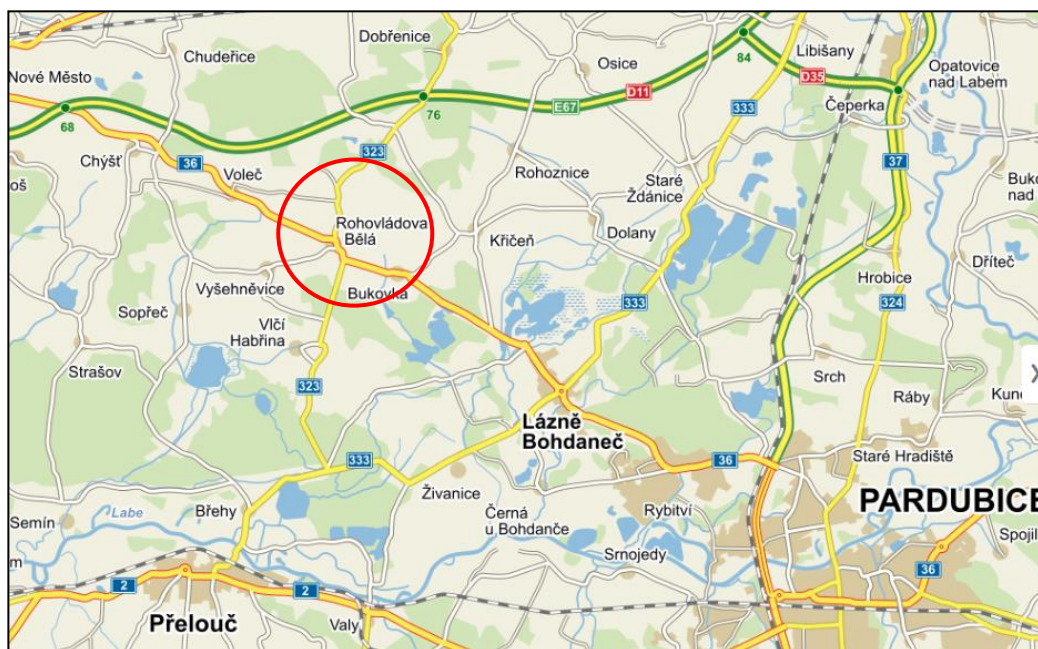 Dobřenice
Chudeřice
Osice
84
Libišany
D35
Opatovice
nad Labem
Nové Město
D11
E67
333
Čeperka
76
68
Chýšť
36
323
37
Voleč
Rohoznice
Staré
Ždánice
Rohovládova
Bělá
Křičeň
Dolany
Dříteč
Vyšehněvice
Bukovka
Hrobice
324
333
Sopřeč
Vlčí
Habřina
Strašov
323
Srch
Ráby
Lázně
Bohdaneč
36
Staré Hradiště
333
Živanice
PARDUBICE
Semín
Labe
Břehy
Černá
u Bohdanče
Rybitví
Spojil
Srnojedy
36
2
2
Přelouč
Valy